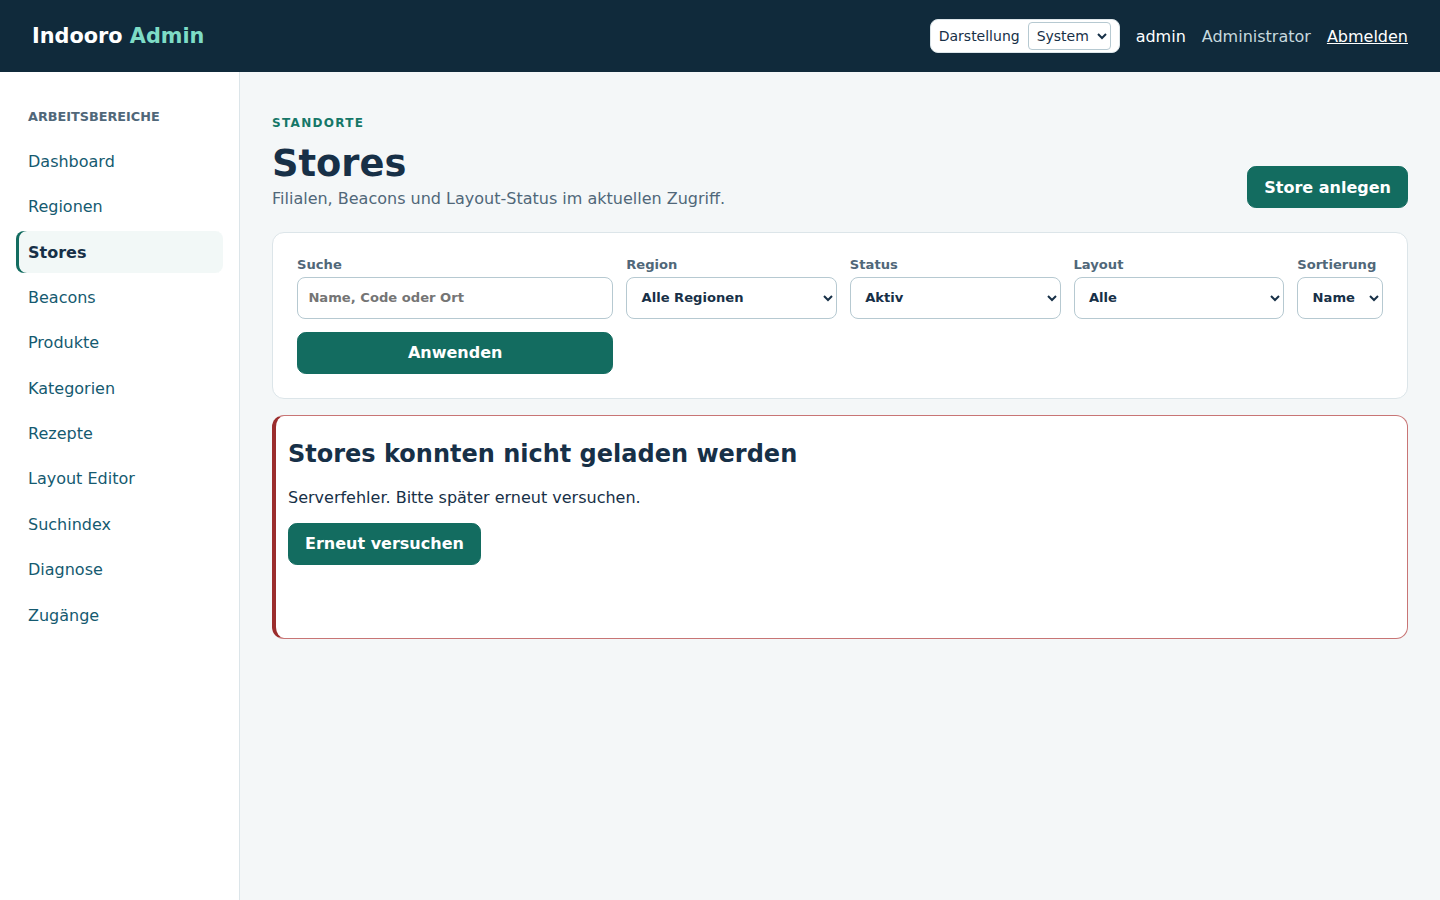 Indooro Admin
Darstellung System admin Administrator Abmelden
ARBEITSBEREICHE
Dashboard
Regionen
Stores
Beacons
Produkte
Kategorien
Rezepte
Layout Editor
Suchindex
Diagnose
Zugänge
STANDORTE
Stores
Filialen, Beacons und Layout-Status im aktuellen Zugriff.
Store anlegen
Suche Region Status Layout Sortierung
Name, Code oder Ort Alle Regionen Aktiv Alle Name
Anwenden
Stores konnten nicht geladen werden
Serverfehler. Bitte später erneut versuchen.
Erneut versuchen